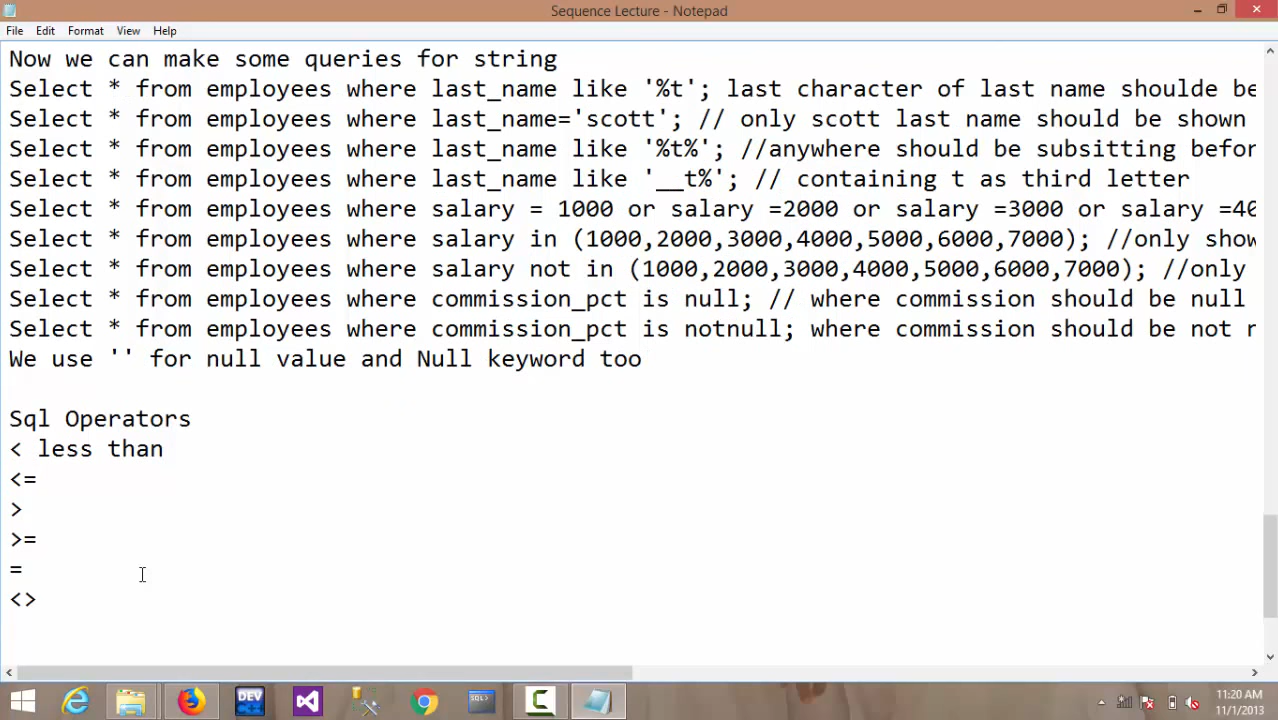 Sequence Lecture - Notepad
File Edit Format View Help
Now we can make some queries for string
Select * from employees where last_name like '%t'; last character of last name shoulde be
Select * from employees where last_name='scott'; // only scott last name should be shown
Select * from employees where last_name like '%t%'; //anywhere should be subsitting befor
Select * from employees where last_name like '__t%'; // containing t as third letter
Select * from employees where salary = 1000 or salary =2000 or salary =3000 or salary =40
Select * from employees where salary in (1000,2000,3000,4000,5000,6000,7000); //only show
Select * from employees where salary not in (1000,2000,3000,4000,5000,6000,7000); //only
Select * from employees where commission_pct is null; // where commission should be null
Select * from employees where commission_pct is notnull; where commission should be not
We use '' for null value and Null keyword too
Sql Operators
< less than
<=
>
>=
=
<>
DEV
SQL>
11:20 AM
11/1/2013